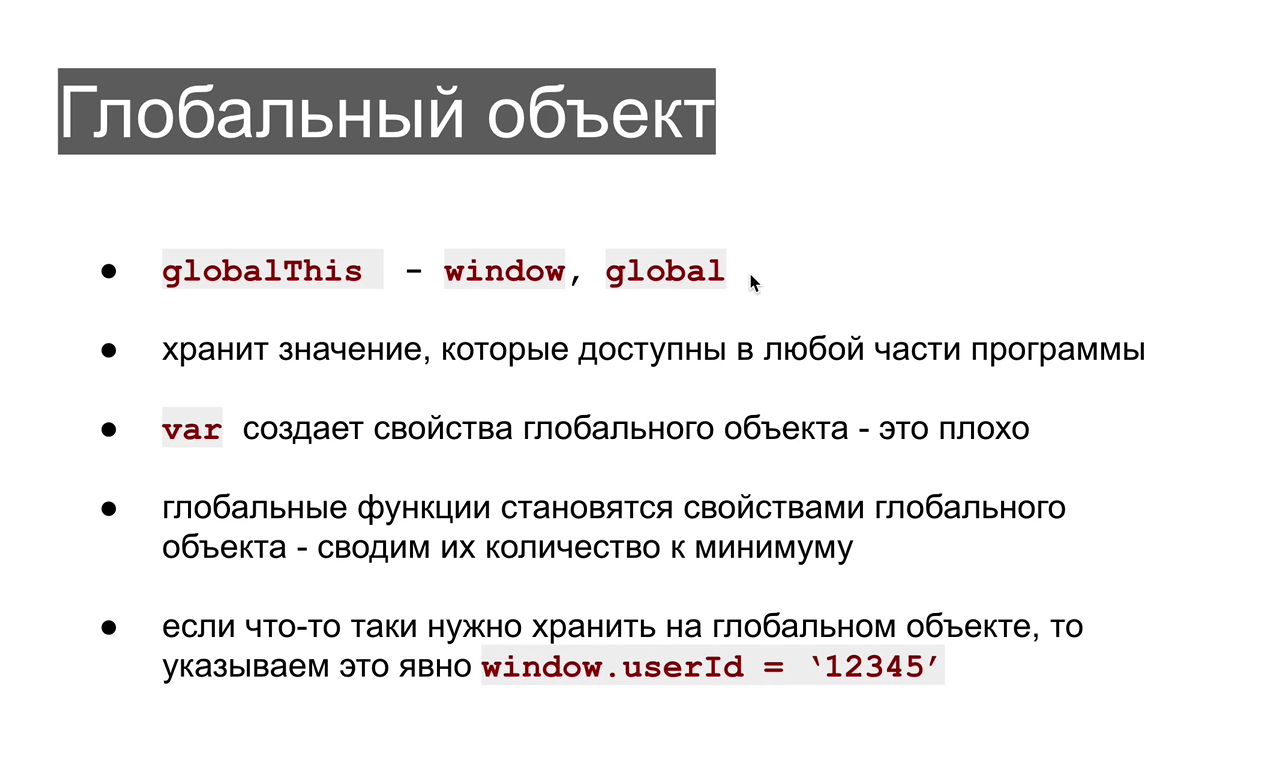 Глобальный объект
● globalThis - window, global
● хранит значение, которые доступны в любой части программы
● var создает свойства глобального объекта - это плохо
● глобальные функции становятся свойствами глобального
объекта - сводим их количество к минимуму
● если что-то таки нужно хранить на глобальном объекте, то
указываем это явно window.userId = ‘12345’